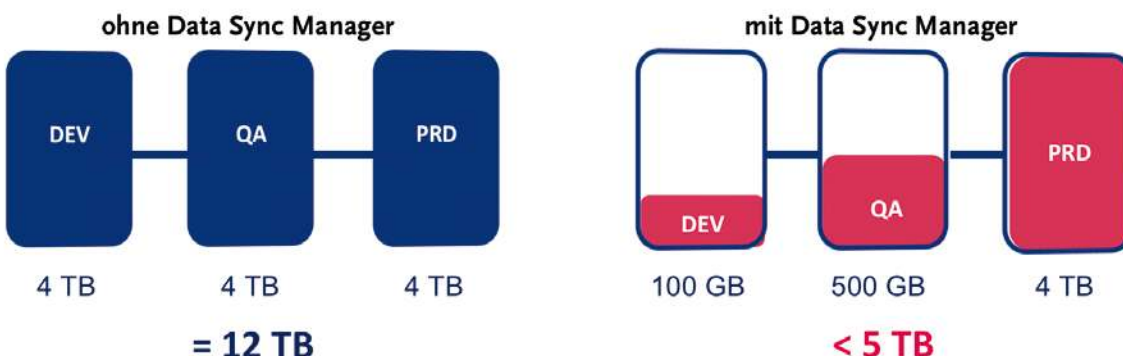 ohne Data Sync Manager
DEV
QA
PRD
4 TB
4 TB
4 TB
= 12 TB
mit Data Sync Manager
DEV
QA
PRD
100 GB
500 GB
4 TB
< 5 TB